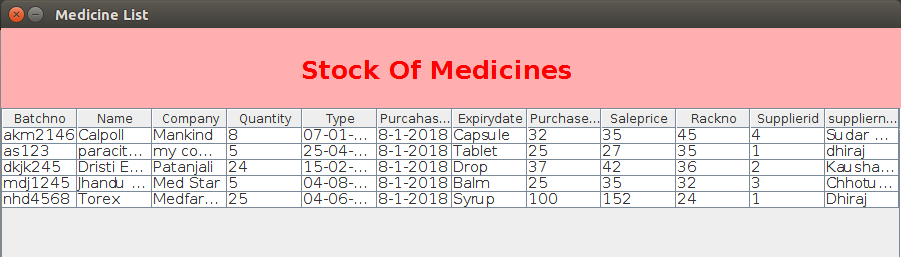 Medicine List
Stock Of Medicines
Batchno Name Company Quantity Type Purcahas... Expirydate Purchase... Saleprice Rackno Supplierid suppliern...
akm2146 Calpoll Mankind 8 07-01-... 8-1-2018 Capsule 32 35 45 4 Sudar ...
as123 paracit... my co... 5 25-04-... 8-1-2018 Tablet 25 27 35 1 dhiraj
dkjk245 Dristi E... Patanjali 24 15-02-... 8-1-2018 Drop 37 42 36 2 Kausha...
mdj1245 Jhandu ... Med Star 5 04-08-... 8-1-2018 Balm 25 35 32 3 Chhotu...
nhd4568 Torex Medfar... 25 04-06-... 8-1-2018 Syrup 100 152 24 1 Dhiraj